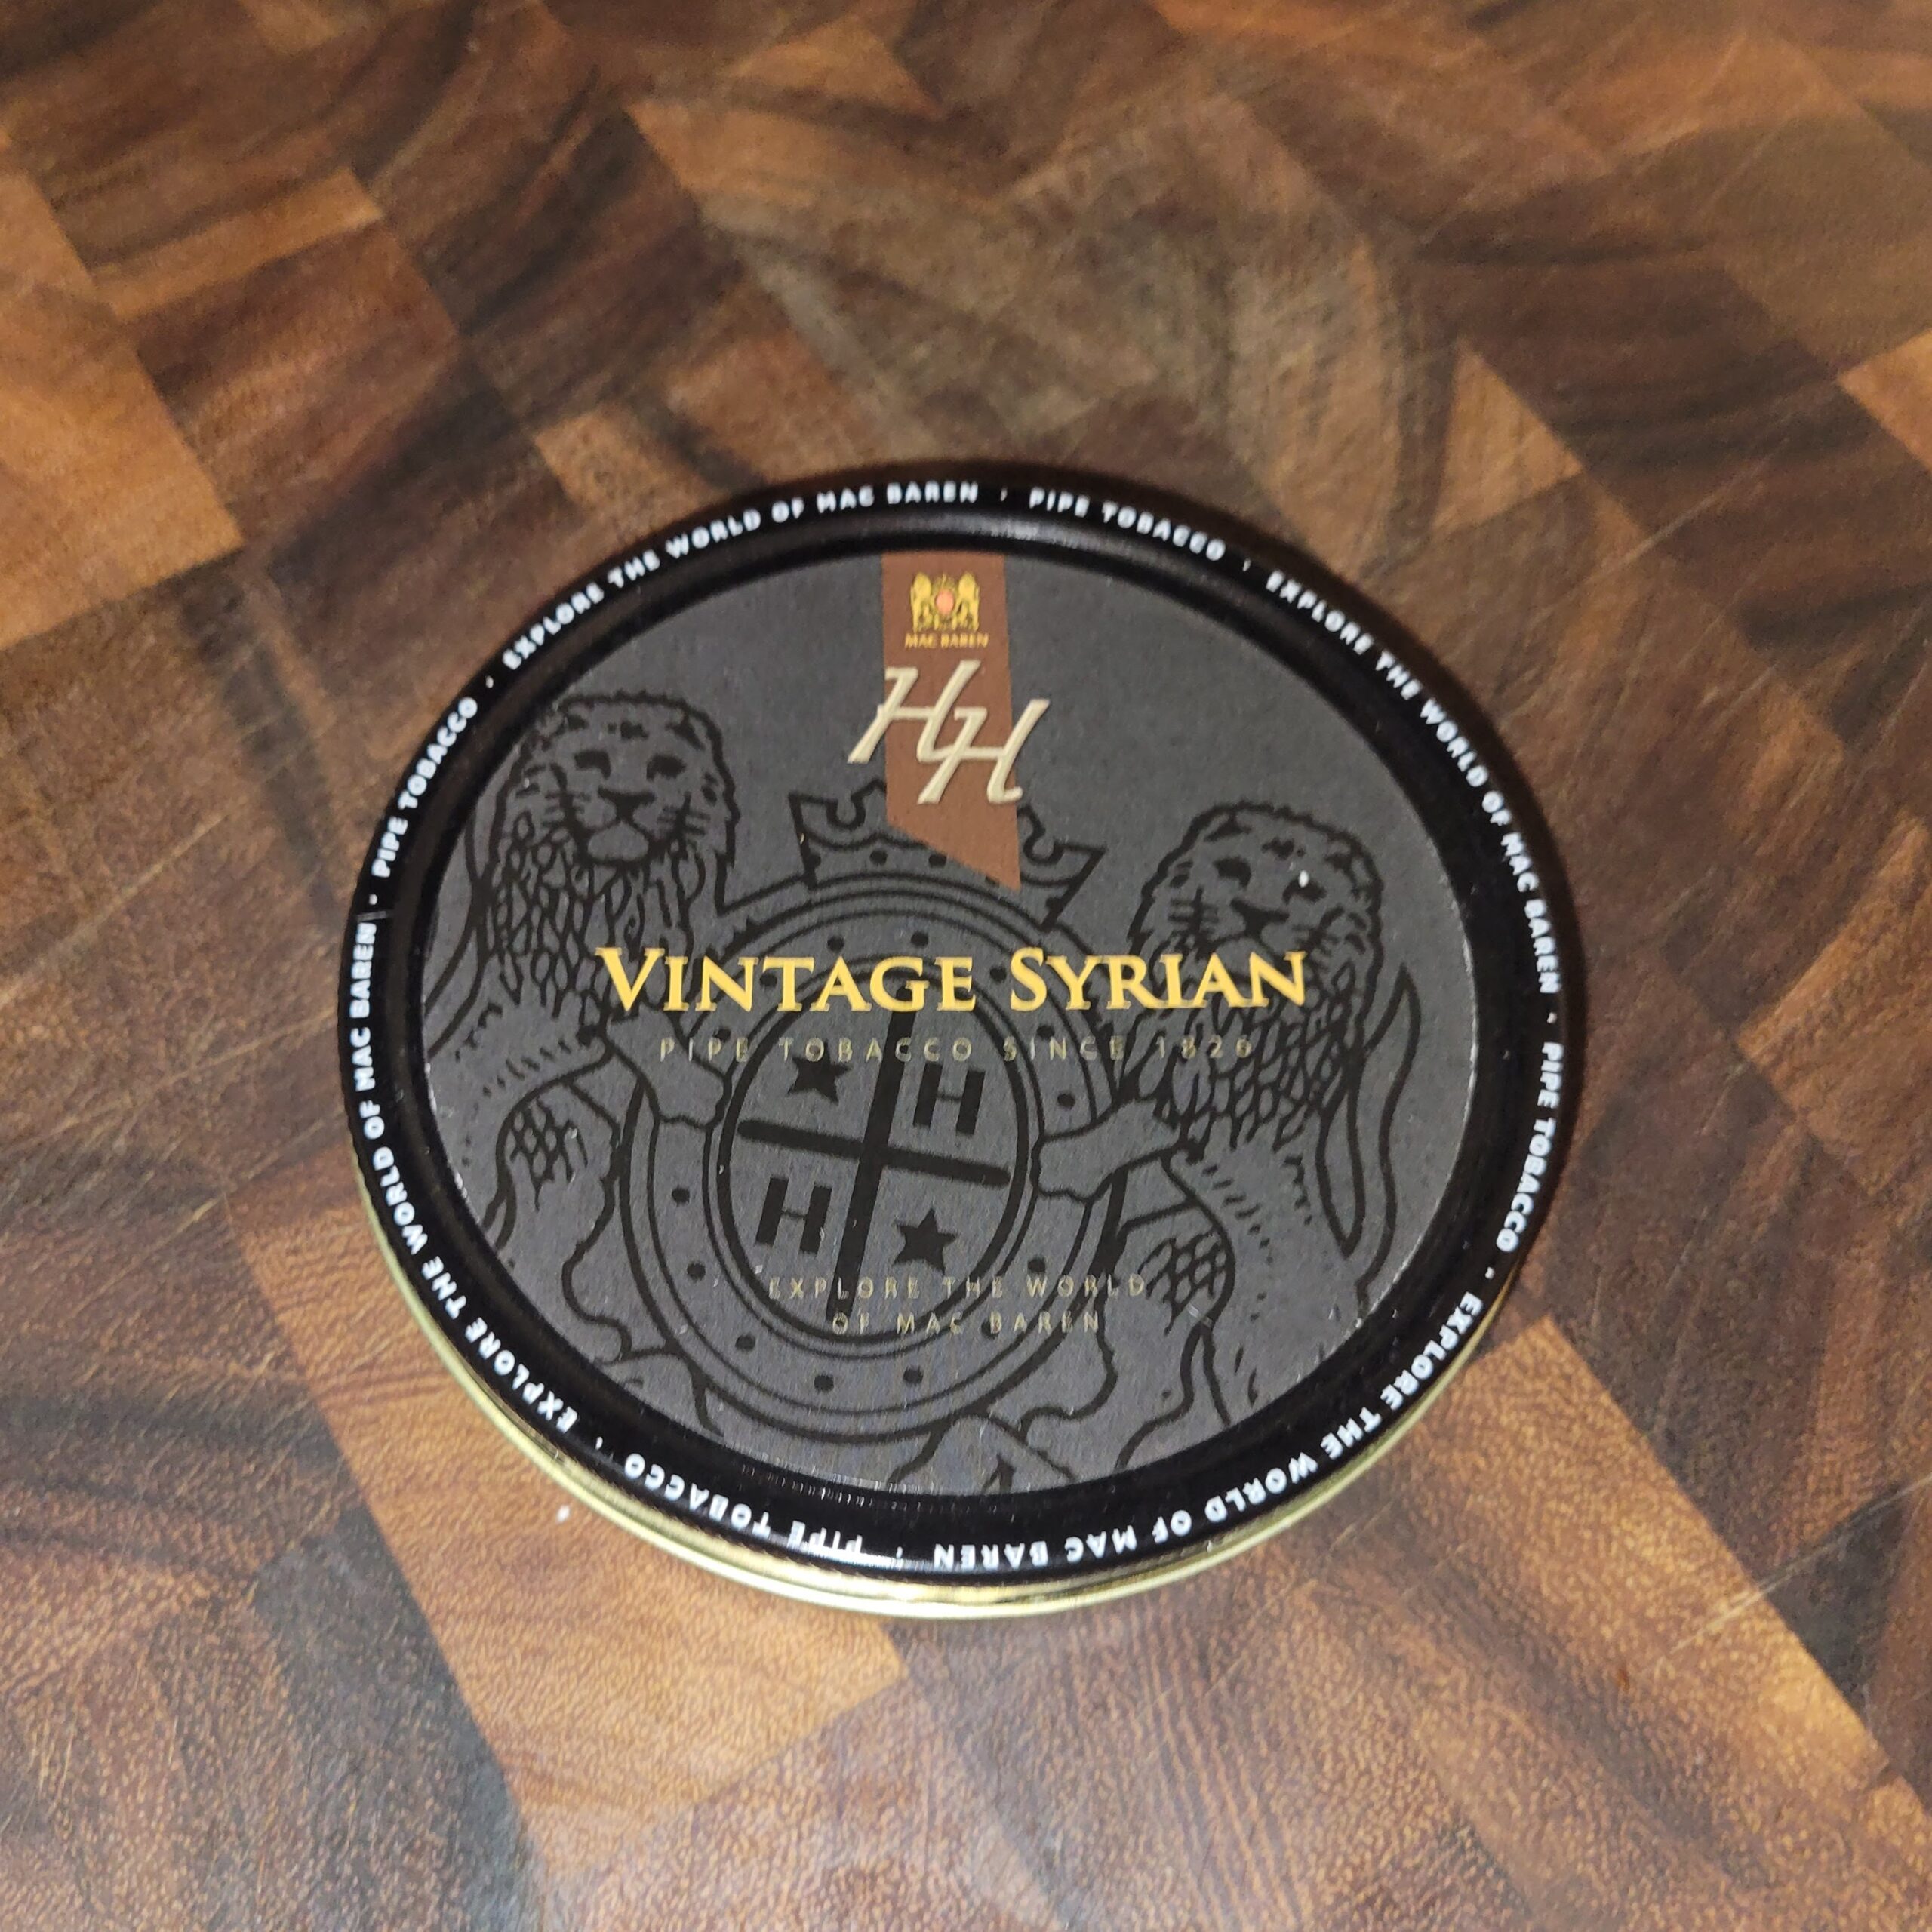 EXPLORE THE WORLD OF MAC BAREN · PIPE TOBACCO · EXPLORE THE WORLD OF MAC BAREN · PIPE TOBACCO · EXPLORE THE WORLD OF MAC BAREN · PIPE TOBACCO · EXPLORE THE WORLD OF MAC BAREN · PIPE TOBACCO ·
MAC BAREN
HH
VINTAGE SYRIAN
PIPE TOBACCO SINCE 1826
H
H
EXPLORE THE WORLD
OF MAC BAREN